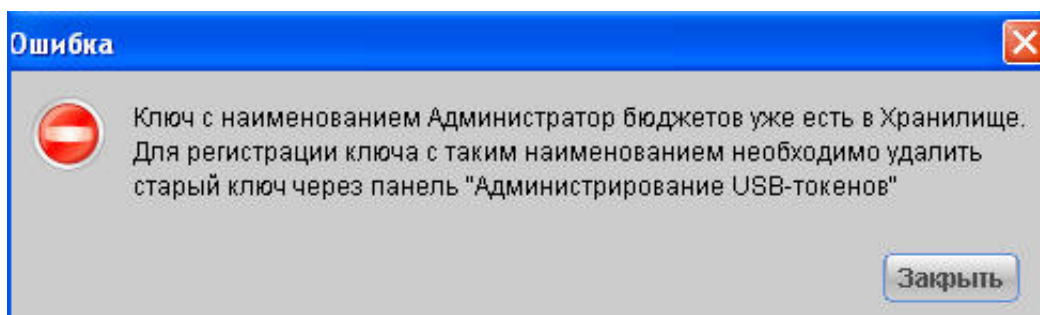 Ошибка
Ключ с наименованием Администратор бюджетов уже есть в Хранилище.
Для регистрации ключа с таким наименованием необходимо удалить
старый ключ через панель "Администрирование USB-токенов"
Закрыть